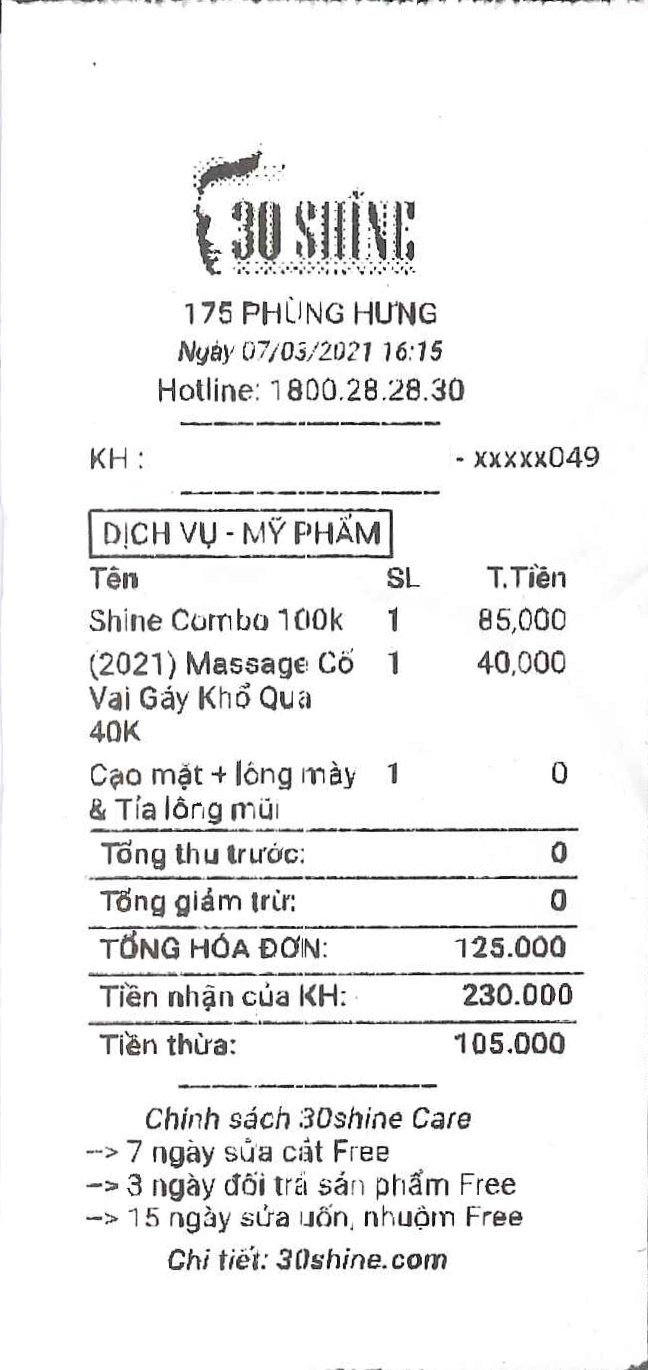 30 SHINE
175 PHÙNG HƯNG
Ngày 07/03/2021 16:15
Hotline: 1800.28.28.30
KH : - xxxxx049
DỊCH VỤ - MỸ PHẨM
Tên SL T.Tiền
Shine Combo 100k 1 85,000
(2021) Massage Cổ 1 40,000
Vai Gáy Khổ Qua
40K
Cạo mặt + lông mày 1 0
& Tỉa lông mũi
Tổng thu trước: 0
Tổng giảm trừ: 0
TỔNG HÓA ĐƠN: 125.000
Tiền nhận của KH: 230.000
Tiền thừa: 105.000
Chính sách 30shine Care
--> 7 ngày sửa cắt Free
--> 3 ngày đổi trả sản phẩm Free
--> 15 ngày sửa uốn, nhuộm Free
Chi tiết: 30shine.com